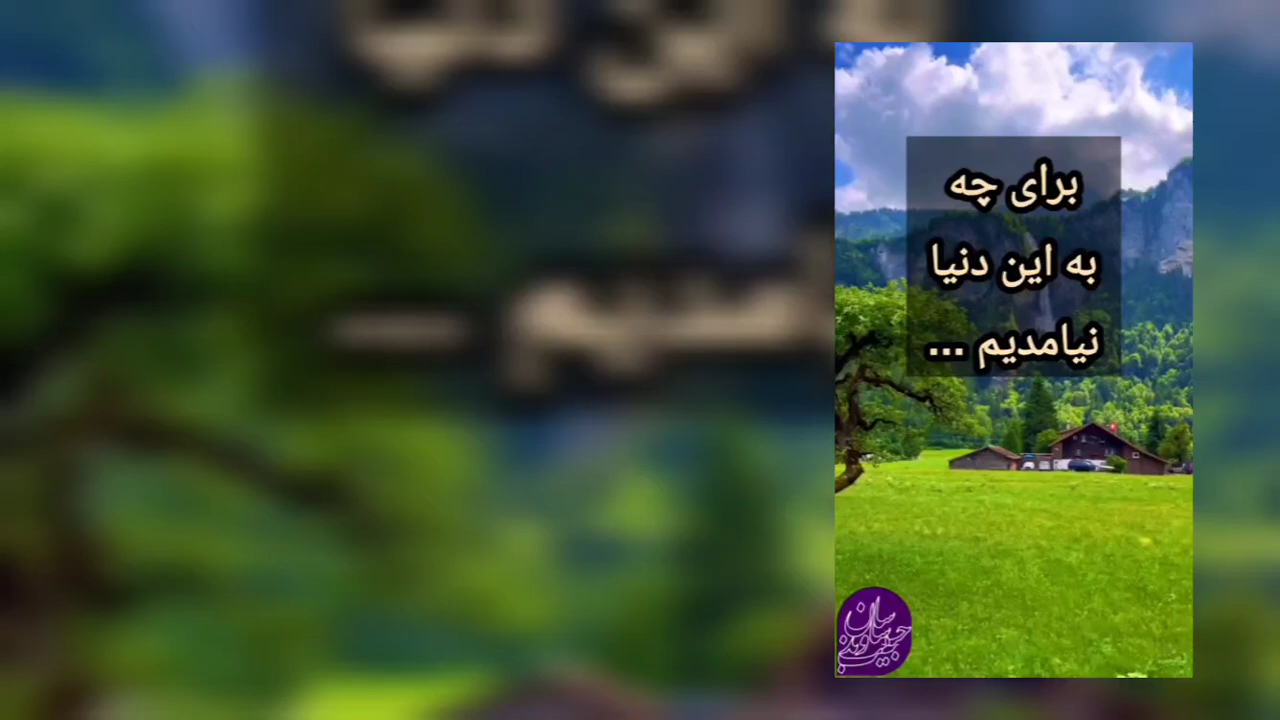 برای چه
به این دنیا
نیامدیم ...